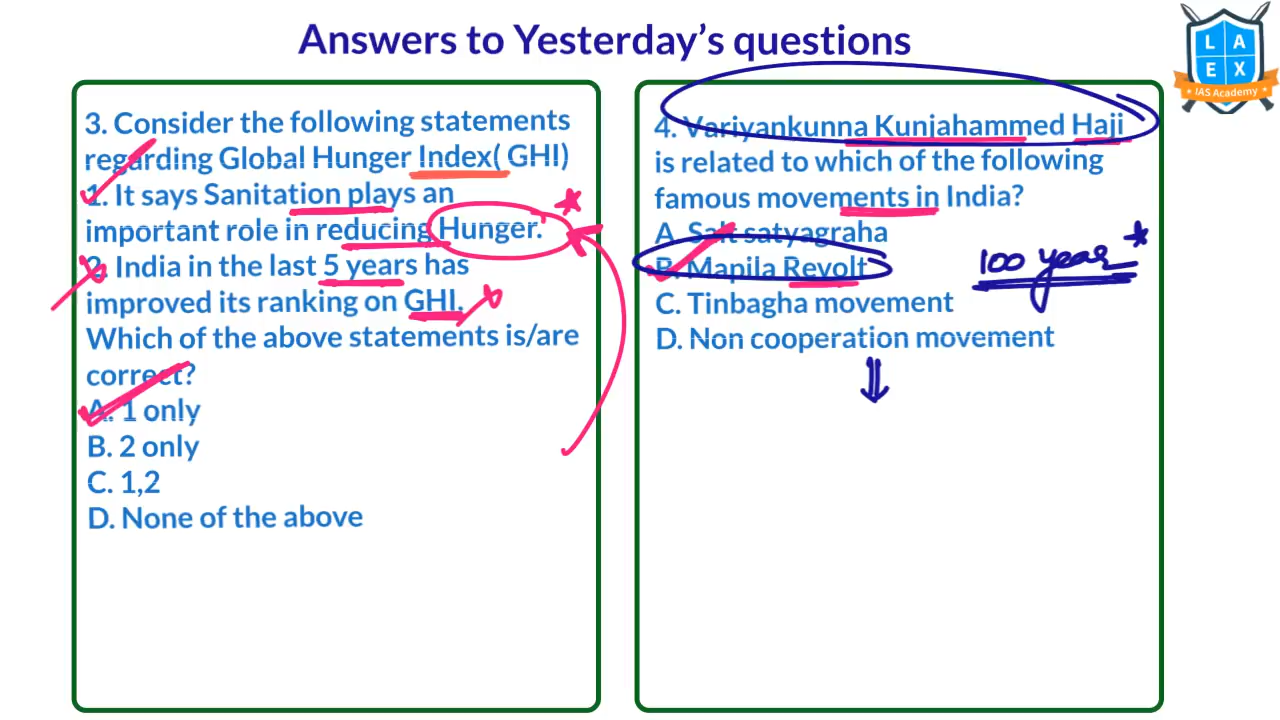 Answers to Yesterday's questions
L A
E X
IAS Academy
3. Consider the following statements
regarding Global Hunger Index( GHI)
1. It says Sanitation plays an
important role in reducing Hunger.
2. India in the last 5 years has
improved its ranking on GHI.
Which of the above statements is/are
correct?
A. 1 only
B. 2 only
C. 1,2
D. None of the above
4. Variyankunna Kunjahammed Haji
is related to which of the following
famous movements in India?
A Salt satyagraha
B. Mapila Revolt
C. Tinbagha movement
D. Non cooperation movement
100 year